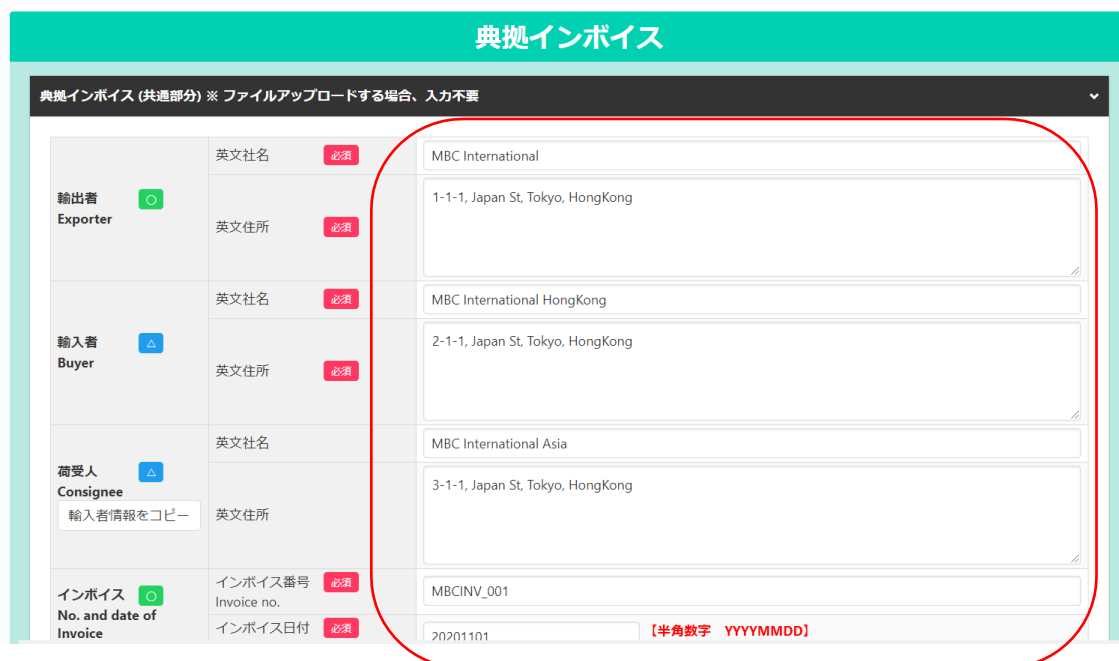 典拠インボイス
典拠インボイス (共通部分) ※ ファイルアップロードする場合、入力不要
輸出者 ○
Exporter
英文社名 必須
MBC International
英文住所 必須
1-1-1, Japan St, Tokyo, HongKong
輸入者 △
Buyer
英文社名 必須
MBC International HongKong
英文住所 必須
2-1-1, Japan St, Tokyo, HongKong
荷受人 △
Consignee
輸入者情報をコピー
英文社名
MBC International Asia
英文住所
3-1-1, Japan St, Tokyo, HongKong
インボイス ○
No. and date of
Invoice
インボイス番号 必須
Invoice no.
MBCINV_001
インボイス日付 必須
20201101
【半角数字 YYYYMMDD】